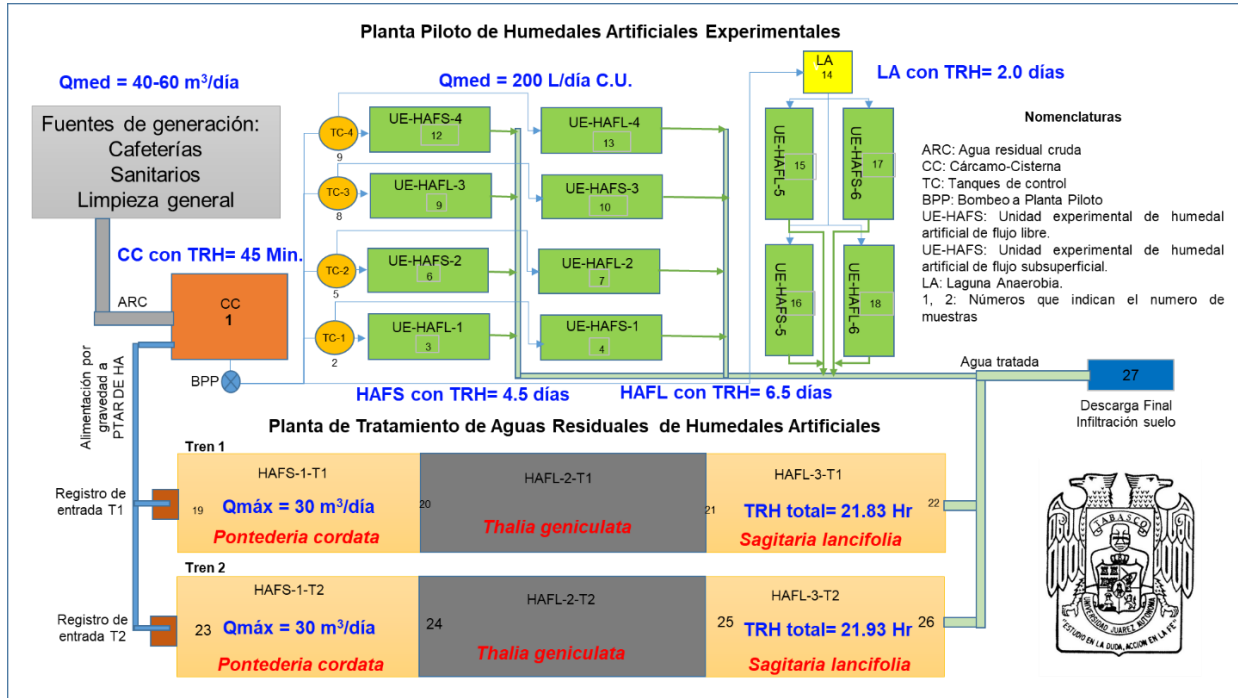 Planta Piloto de Humedales Artificiales Experimentales
Qmed = 40-60 m³/día
Qmed = 200 L/día C.U.
LA
14
LA con TRH= 2.0 días
Fuentes de generación:
Cafeterías
Sanitarios
Limpieza general
TC-4
9
UE-HAFS-4
12
UE-HAFL-4
13
TC-3
8
UE-HAFL-3
9
UE-HAFS-3
10
TC-2
5
UE-HAFS-2
6
UE-HAFL-2
7
TC-1
2
UE-HAFL-1
3
UE-HAFS-1
4
UE-HAFL-5
15
UE-HAFS-6
17
UE-HAFS-5
16
UE-HAFL-6
18
Nomenclaturas
ARC: Agua residual cruda
CC: Cárcamo-Cisterna
TC: Tanques de control
BPP: Bombeo a Planta Piloto
UE-HAFS: Unidad experimental de humedal
artificial de flujo libre.
UE-HAFS: Unidad experimental de humedal
artificial de flujo subsuperficial.
LA: Laguna Anaerobia.
1, 2: Números que indican el numero de
muestras
CC con TRH= 45 Min.
ARC
CC
1
BPP
Alimentación por
gravedad a
PTAR DE HA
HAFS con TRH= 4.5 días
HAFL con TRH= 6.5 días
Agua tratada
27
Descarga Final
Infiltración suelo
Planta de Tratamiento de Aguas Residuales de Humedales Artificiales
Tren 1
Registro de
entrada T1
HAFS-1-T1
19
Qmáx = 30 m³/día
Pontederia cordata
20
HAFL-2-T1
Thalia geniculata
21
HAFL-3-T1
TRH total= 21.83 Hr
22
Sagitaria lancifolia
Tren 2
Registro de
entrada T2
HAFS-1-T2
23
Qmáx = 30 m³/día
Pontederia cordata
24
HAFL-2-T2
Thalia geniculata
25
HAFL-3-T2
TRH total= 21.93 Hr
26
Sagitaria lancifolia
TABASCO
UNIVERSIDAD JUAREZ AUTONOMA
"ESTUDIO EN LA DUDA, ACCION EN LA FE"